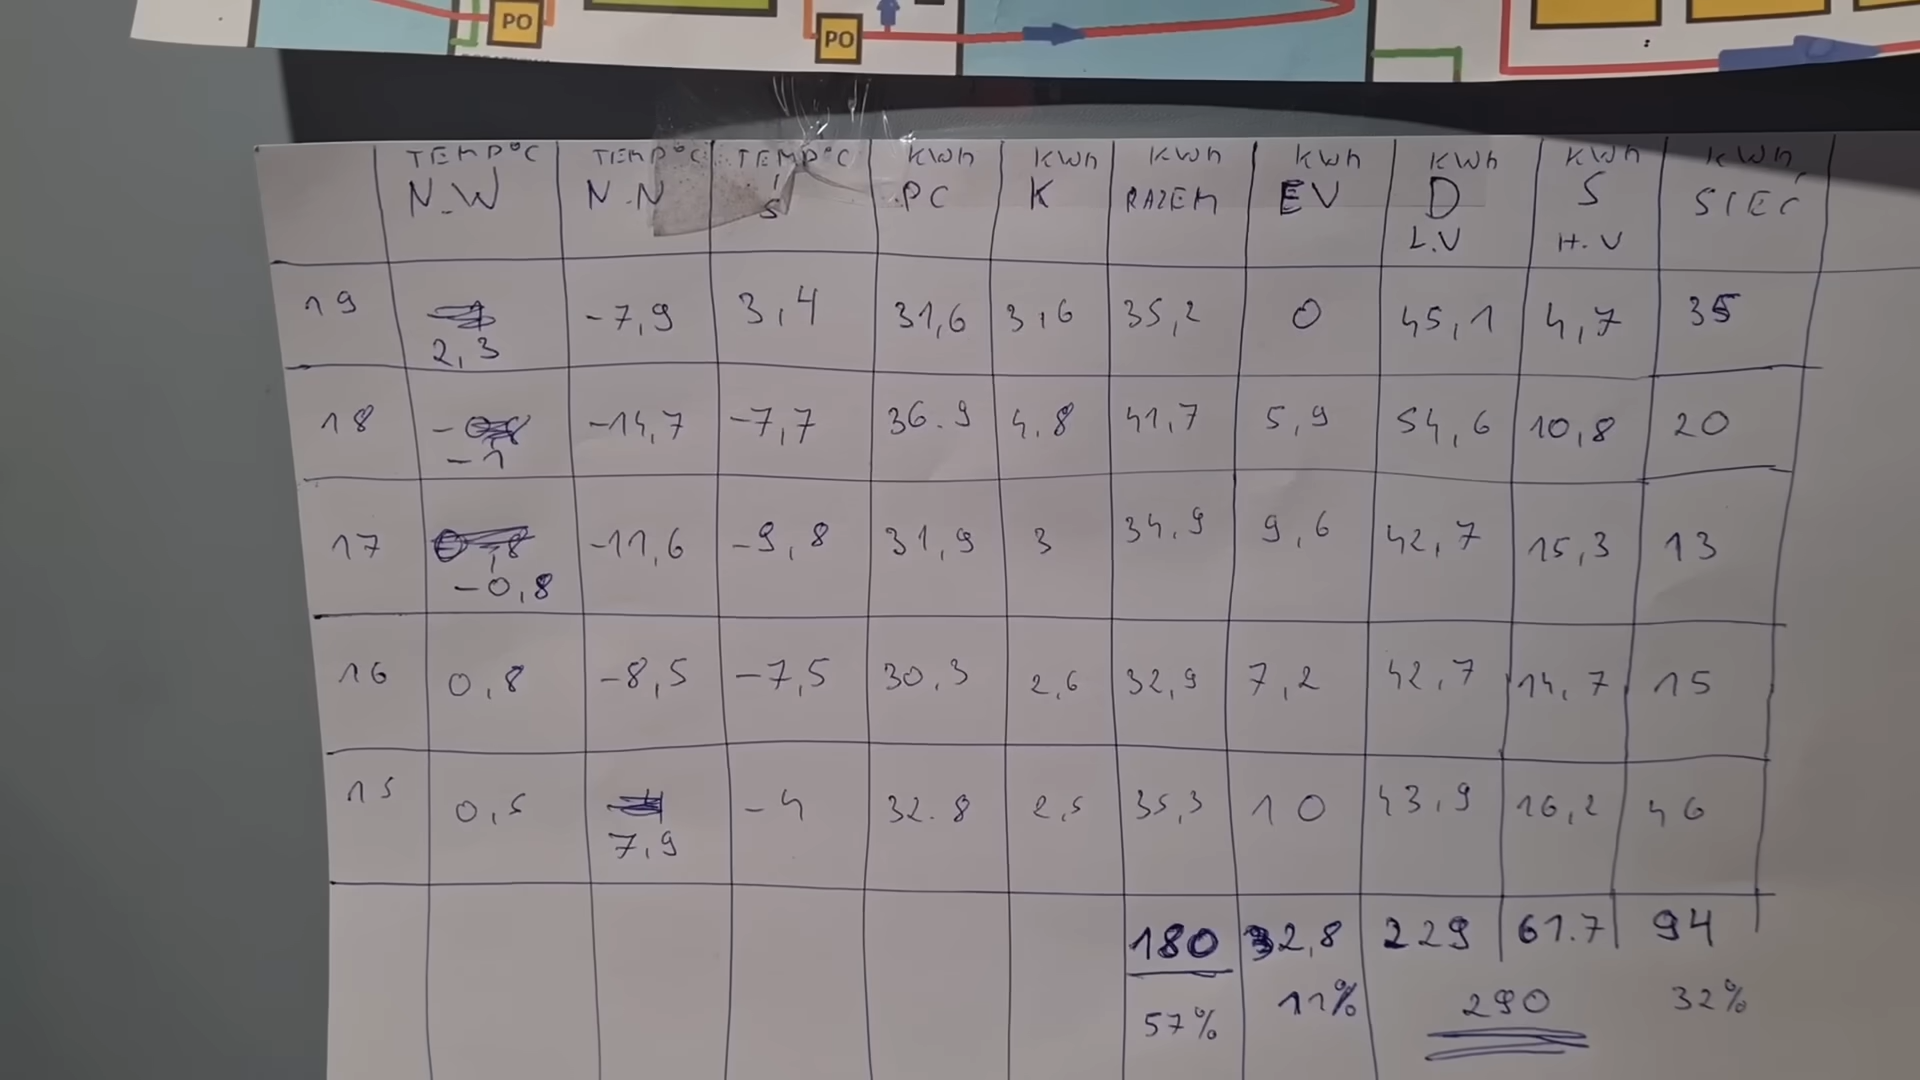 PO
PO
TEMP°C TEMP°C TEMP°C KWh KWh KWh KWh KWh KWh KWh
N-W N-N Ś PC K RAZEM EV D S SIEĆ
L.V H.V
19 2,3 -7,9 3,4 31,6 3,6 35,2 0 45,1 4,7 35
18 -1 -14,7 -7,7 36.9 4,8 41,7 5,9 54,6 10,8 20
17 -0,8 -11,6 -9,8 31,9 3 34,9 9,6 42,7 15,3 13
16 0,8 -8,5 -7,5 30,3 2,6 32,9 7,2 42,7 14,7 15
15 0,5 7,9 -4 32.8 2,5 35,3 10 43,9 16,2 46
180 32,8 229 61.7 94
57% 11% 290 32%